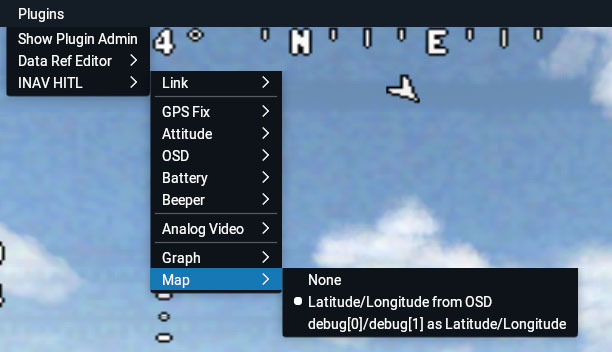 Plugins
Show Plugin Admin
Data Ref Editor
INAV HITL
4° N E
Link
GPS Fix
Attitude
OSD
Battery
Beeper
Analog Video
Graph
Map
None
Latitude/Longitude from OSD
debug[0]/debug[1] as Latitude/Longitude